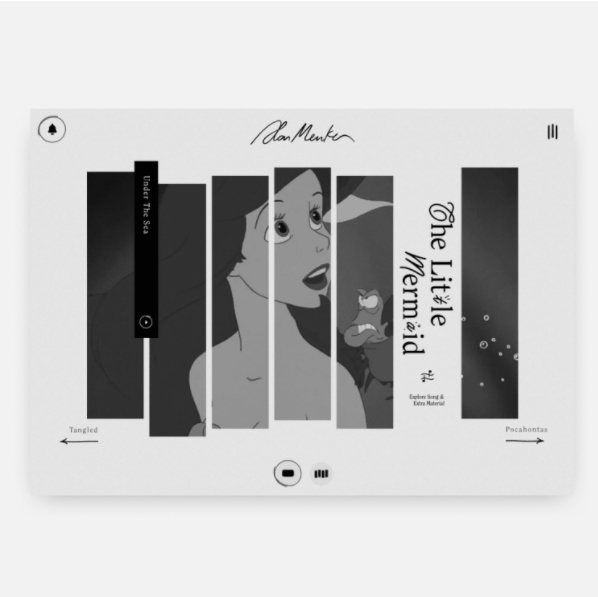 Alan Menken
Under The Sea
The Little
Mermaid
Explore Song &
Extra Material
Tangled
Pocahontas